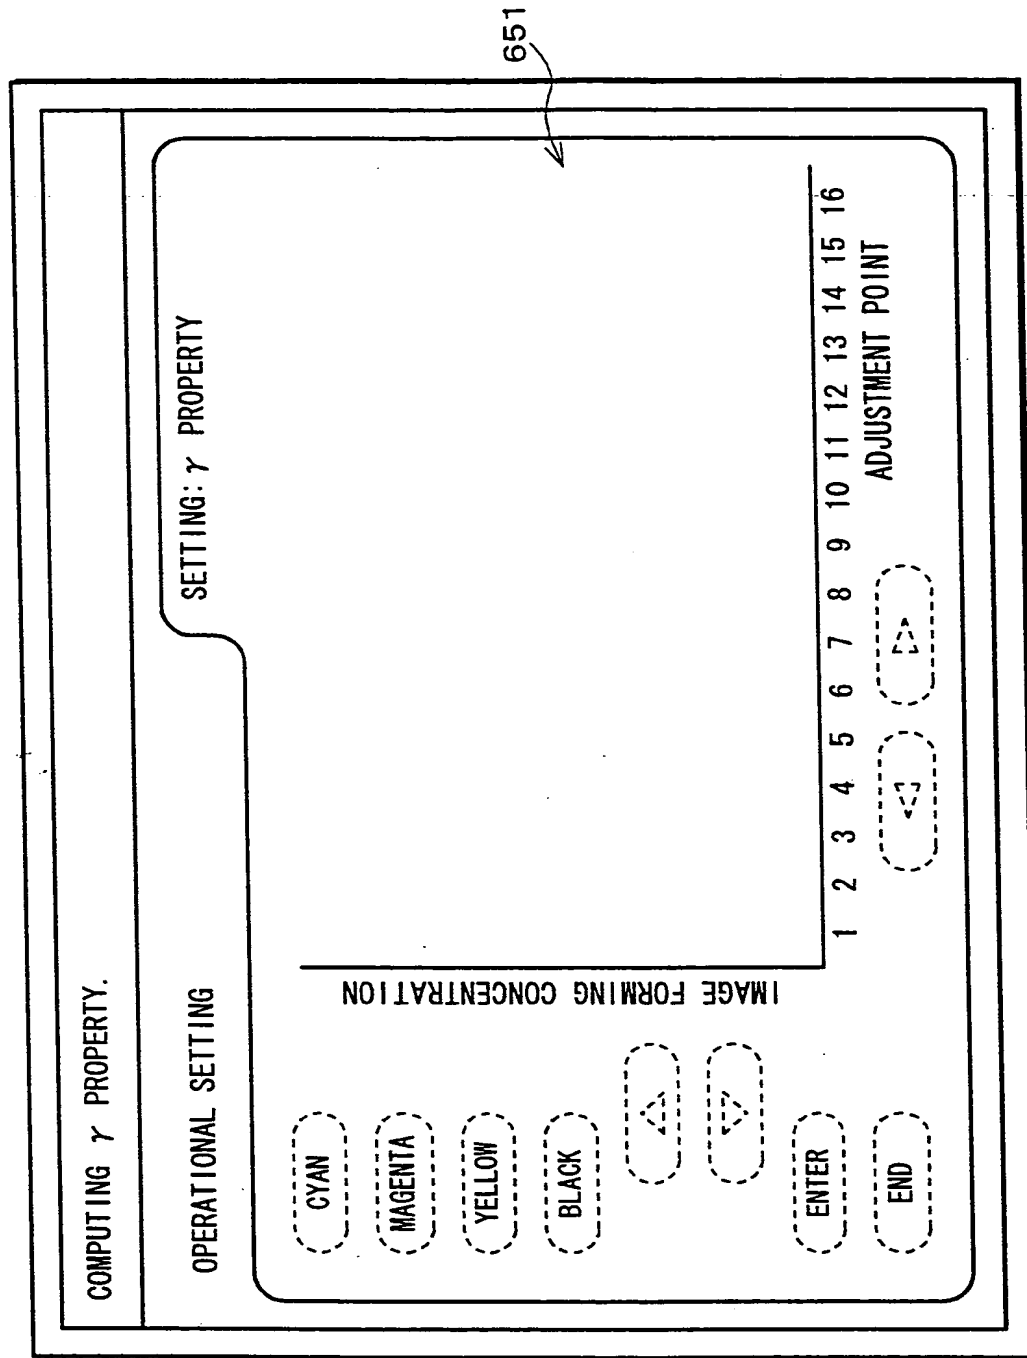 651
COMPUTING γ PROPERTY.
OPERATIONAL SETTING
SETTING: γ PROPERTY
CYAN
MAGENTA
YELLOW
BLACK
△
▽
ENTER
END
IMAGE FORMING CONCENTRATION
1 2 3 4 5 6 7 8 9 10 11 12 13 14 15 16
ADJUSTMENT POINT
◁ ▷